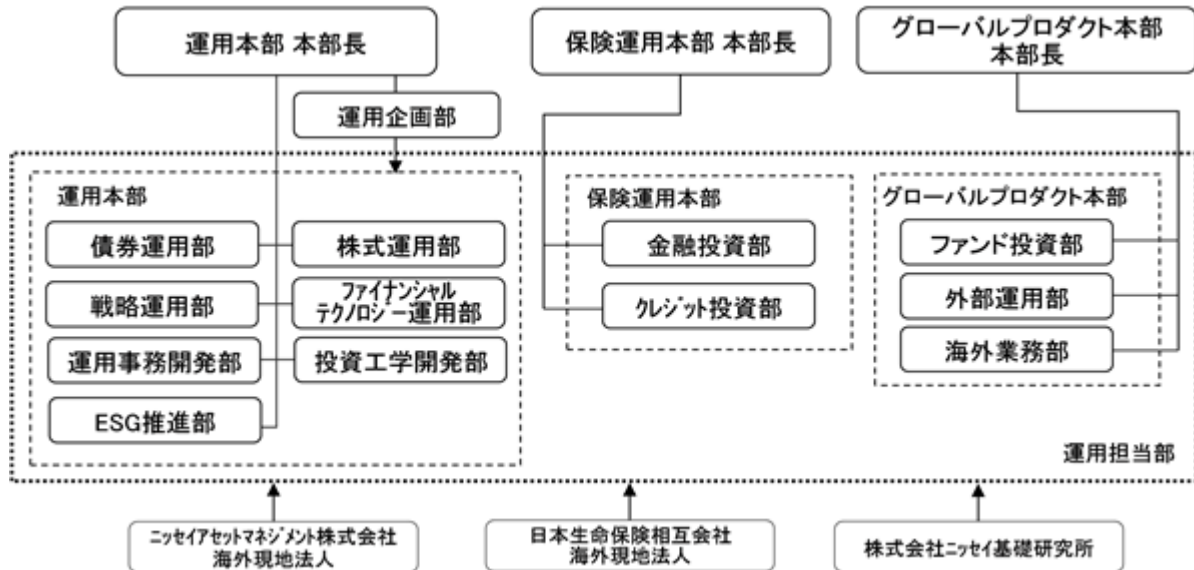 運用本部 本部長
保険運用本部 本部長
グローバルプロダクト本部
本部長
運用企画部
運用本部
債券運用部
株式運用部
戦略運用部
ファイナンシャル
テクノロジー運用部
運用事務開発部
投資工学開発部
ESG推進部
保険運用本部
金融投資部
クレジット投資部
グローバルプロダクト本部
ファンド投資部
外部運用部
海外業務部
運用担当部
ニッセイアセットマネジメント株式会社
海外現地法人
日本生命保険相互会社
海外現地法人
株式会社ニッセイ基礎研究所